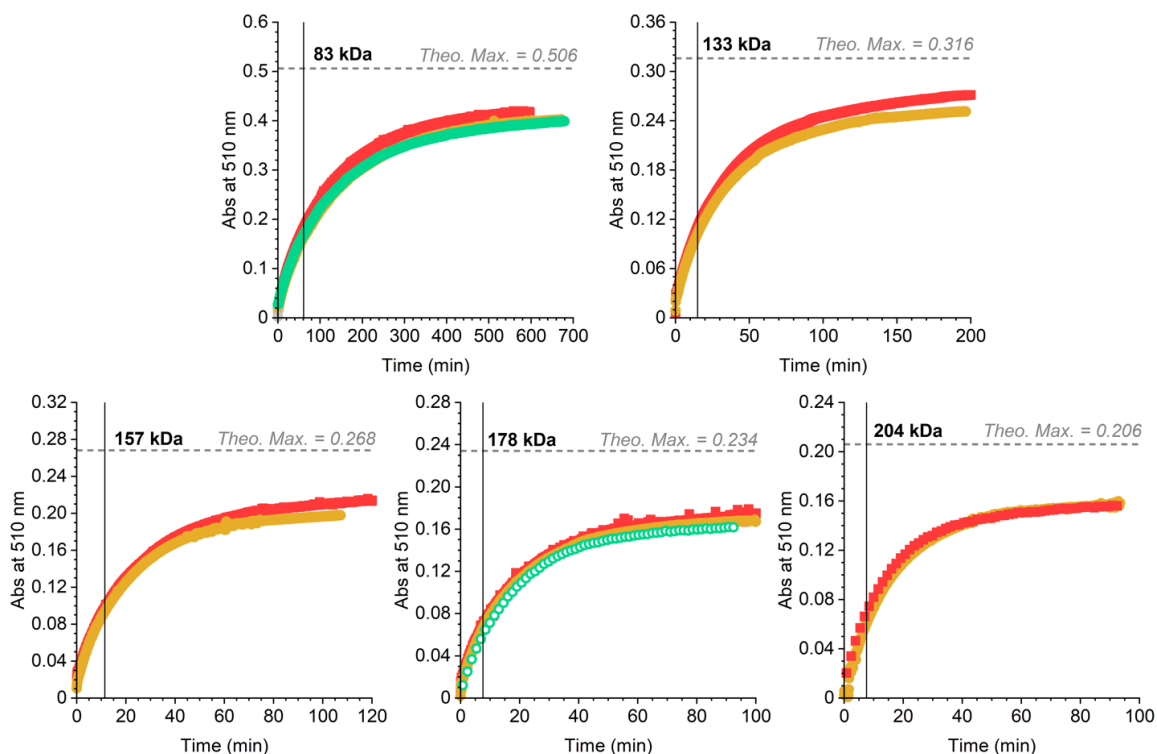 83 kDa
Theo. Max. = 0.506
Abs at 510 nm
0.6
0.5
0.4
0.3
0.2
0.1
0
0 100 200 300 400 500 600 700
Time (min)
133 kDa
Theo. Max. = 0.316
Abs at 510 nm
0.36
0.30
0.24
0.18
0.12
0.06
0
0 50 100 150 200
Time (min)
157 kDa
Theo. Max. = 0.268
Abs at 510 nm
0.32
0.28
0.24
0.20
0.16
0.12
0.08
0.04
0
0 20 40 60 80 100 120
Time (min)
178 kDa
Theo. Max. = 0.234
Abs at 510 nm
0.28
0.24
0.20
0.16
0.12
0.08
0.04
0
0 20 40 60 80 100
Time (min)
204 kDa
Theo. Max. = 0.206
Abs at 510 nm
0.24
0.20
0.16
0.12
0.08
0.04
0
0 20 40 60 80 100
Time (min)